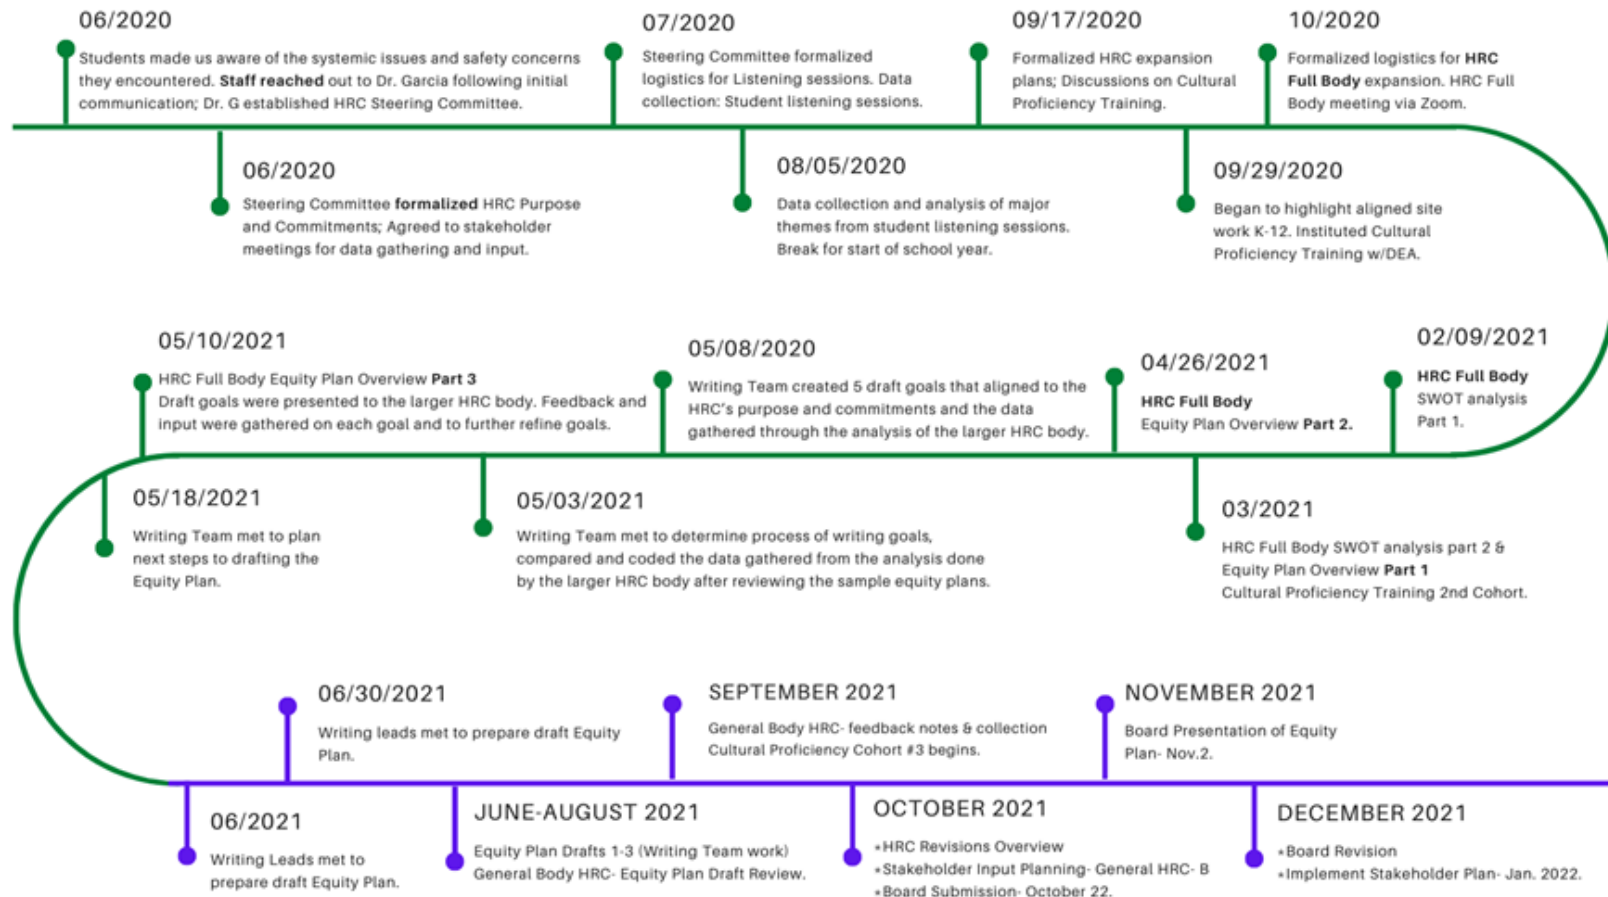 06/2020
Students made us aware of the systemic issues and safety concerns
they encountered. Staff reached out to Dr. Garcia following initial
communication; Dr. G established HRC Steering Committee.
06/2020
Steering Committee formalized HRC Purpose
and Commitments; Agreed to stakeholder
meetings for data gathering and input.
07/2020
Steering Committee formalized
logistics for Listening sessions. Data
collection: Student listening sessions.
08/05/2020
Data collection and analysis of major
themes from student listening sessions.
Break for start of school year.
09/17/2020
Formalized HRC expansion
plans; Discussions on Cultural
Proficiency Training.
09/29/2020
Began to highlight aligned site
work K-12. Instituted Cultural
Proficiency Training w/DEA.
10/2020
Formalized logistics for HRC
Full Body expansion. HRC Full
Body meeting via Zoom.
02/09/2021
HRC Full Body
SWOT analysis
Part 1.
03/2021
HRC Full Body SWOT analysis part 2 &
Equity Plan Overview Part 1
Cultural Proficiency Training 2nd Cohort.
04/26/2021
HRC Full Body
Equity Plan Overview Part 2.
05/08/2020
Writing Team created 5 draft goals that aligned to the
HRC's purpose and commitments and the data
gathered through the analysis of the larger HRC body.
05/03/2021
Writing Team met to determine process of writing goals,
compared and coded the data gathered from the analysis done
by the larger HRC body after reviewing the sample equity plans.
05/10/2021
HRC Full Body Equity Plan Overview Part 3
Draft goals were presented to the larger HRC body. Feedback and
input were gathered on each goal and to further refine goals.
05/18/2021
Writing Team met to plan
next steps to drafting the
Equity Plan.
06/2021
Writing Leads met to
prepare draft Equity Plan.
06/30/2021
Writing leads met to prepare draft Equity
Plan.
JUNE-AUGUST 2021
Equity Plan Drafts 1-3 (Writing Team work)
General Body HRC- Equity Plan Draft Review.
SEPTEMBER 2021
General Body HRC- feedback notes & collection
Cultural Proficiency Cohort #3 begins.
OCTOBER 2021
*HRC Revisions Overview
*Stakeholder Input Planning- General HRC- B
*Board Submission- October 22.
NOVEMBER 2021
Board Presentation of Equity
Plan- Nov.2.
DECEMBER 2021
*Board Revision
*Implement Stakeholder Plan- Jan. 2022.